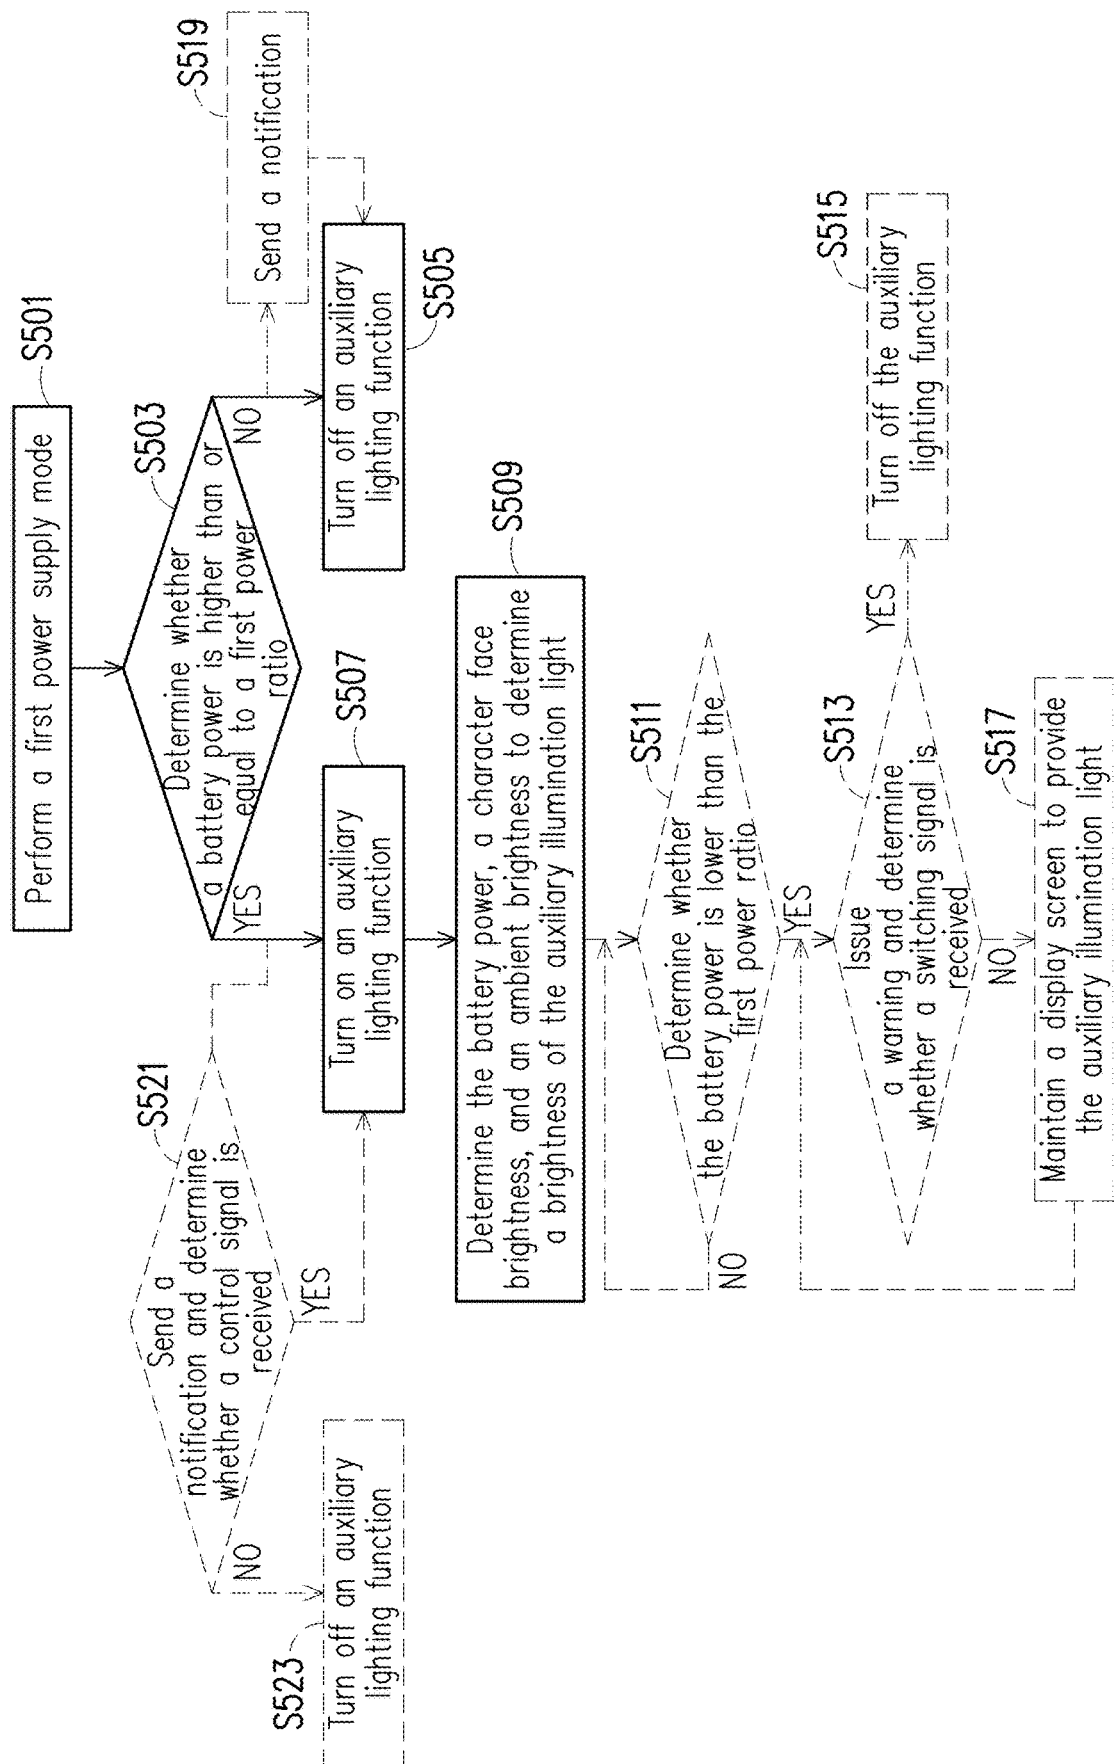 Perform a first power supply mode
S501
Determine whether
a battery power is higher than or
equal to a first power
ratio
S503
YES
NO
Send a notification
S519
Turn off an auxiliary
lighting function
S505
Send a
notification and determine
whether a control signal is
received
S521
NO
YES
Turn off an auxiliary
lighting function
S523
Turn on an auxiliary
lighting function
S507
Determine the battery power, a character face
brightness, and an ambient brightness to determine
a brightness of the auxiliary illumination light
S509
Determine whether
the battery power is lower than the
first power ratio
S511
NO
YES
Issue
a warning and determine
whether a switching signal is
received
S513
YES
NO
Turn off the auxiliary
lighting function
S515
Maintain a display screen to provide
the auxiliary illumination light
S517